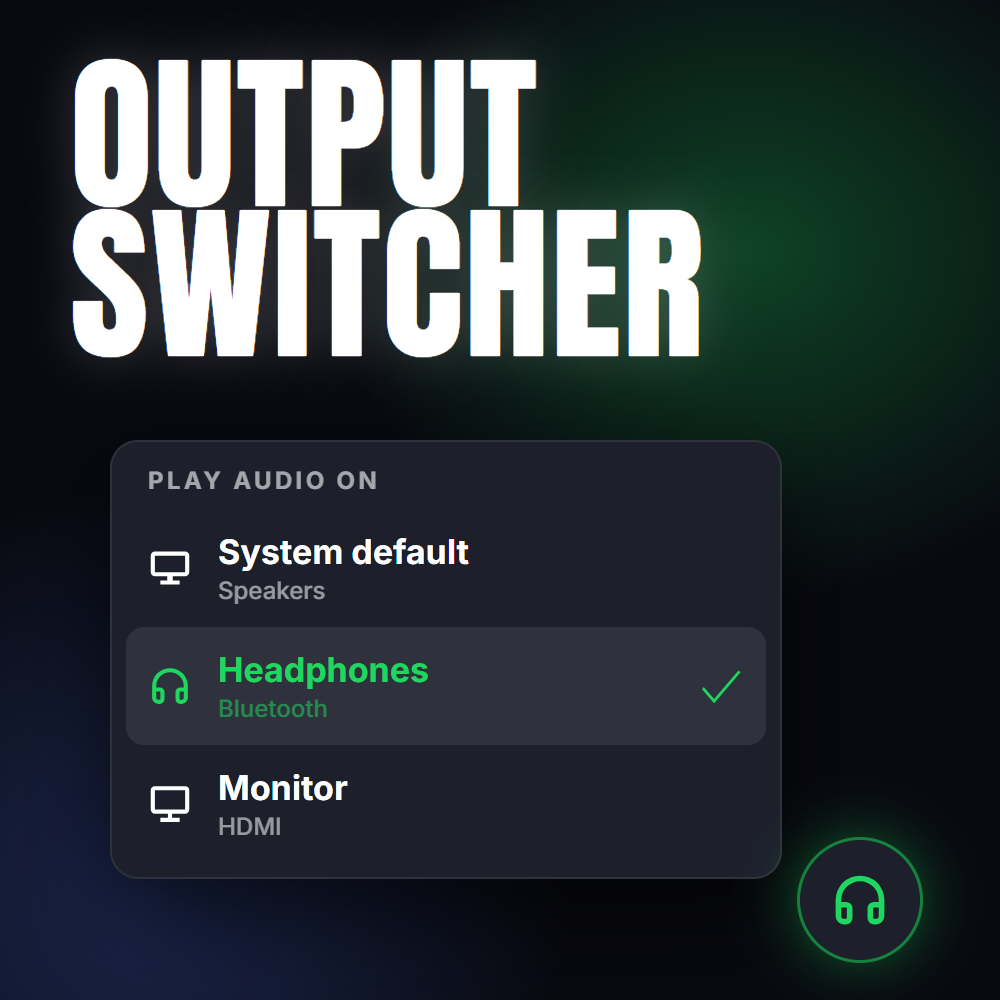 OUTPUT
SWITCHER
PLAY AUDIO ON
System default
Speakers
Headphones
Bluetooth
Monitor
HDMI